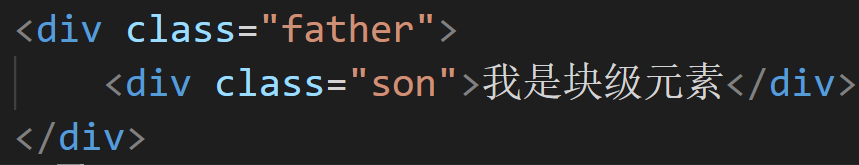 <div class="father">
<div class="son">我是块级元素</div>
</div>